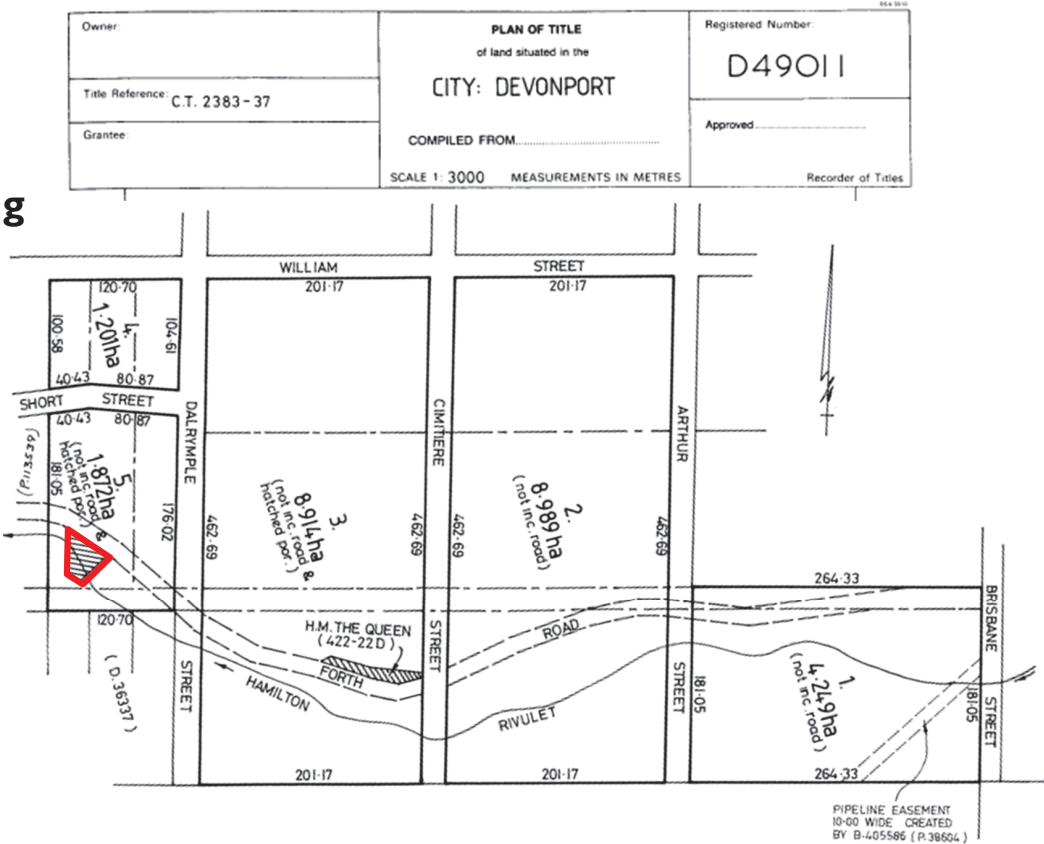 Owner:
PLAN OF TITLE
of land situated in the
CITY: DEVONPORT
Registered Number:
D49011
Title Reference: C.T. 2383-37
Grantee:
COMPILED FROM
Approved
SCALE 1: 3000 MEASUREMENTS IN METRES
Recorder of Titles
g
WILLIAM STREET
120·70
201·17
201·17
4.
1·201ha
100·58
104·61
40·43 80·87
SHORT STREET
40·43 80·87
DALRYMPLE
STREET
CIMITIERE
STREET
ARTHUR
STREET
5.
1·872ha
(not inc. road &
hatched por.)
181·05
176·02
3.
8·914ha
(not inc. road &
hatched por.)
462·69
462·69
2.
8·989ha
(not inc. road)
462·69
462·69
264·33
BRISBANE
STREET
120·70
(D.36337)
H.M. THE QUEEN
(422-22D)
FORTH
ROAD
HAMILTON
RIVULET
181·05
1.
4·249ha
(not inc. road)
181·05
201·17
201·17
264·33
PIPELINE EASEMENT
10·00 WIDE CREATED
BY B·405586 (P.38604)